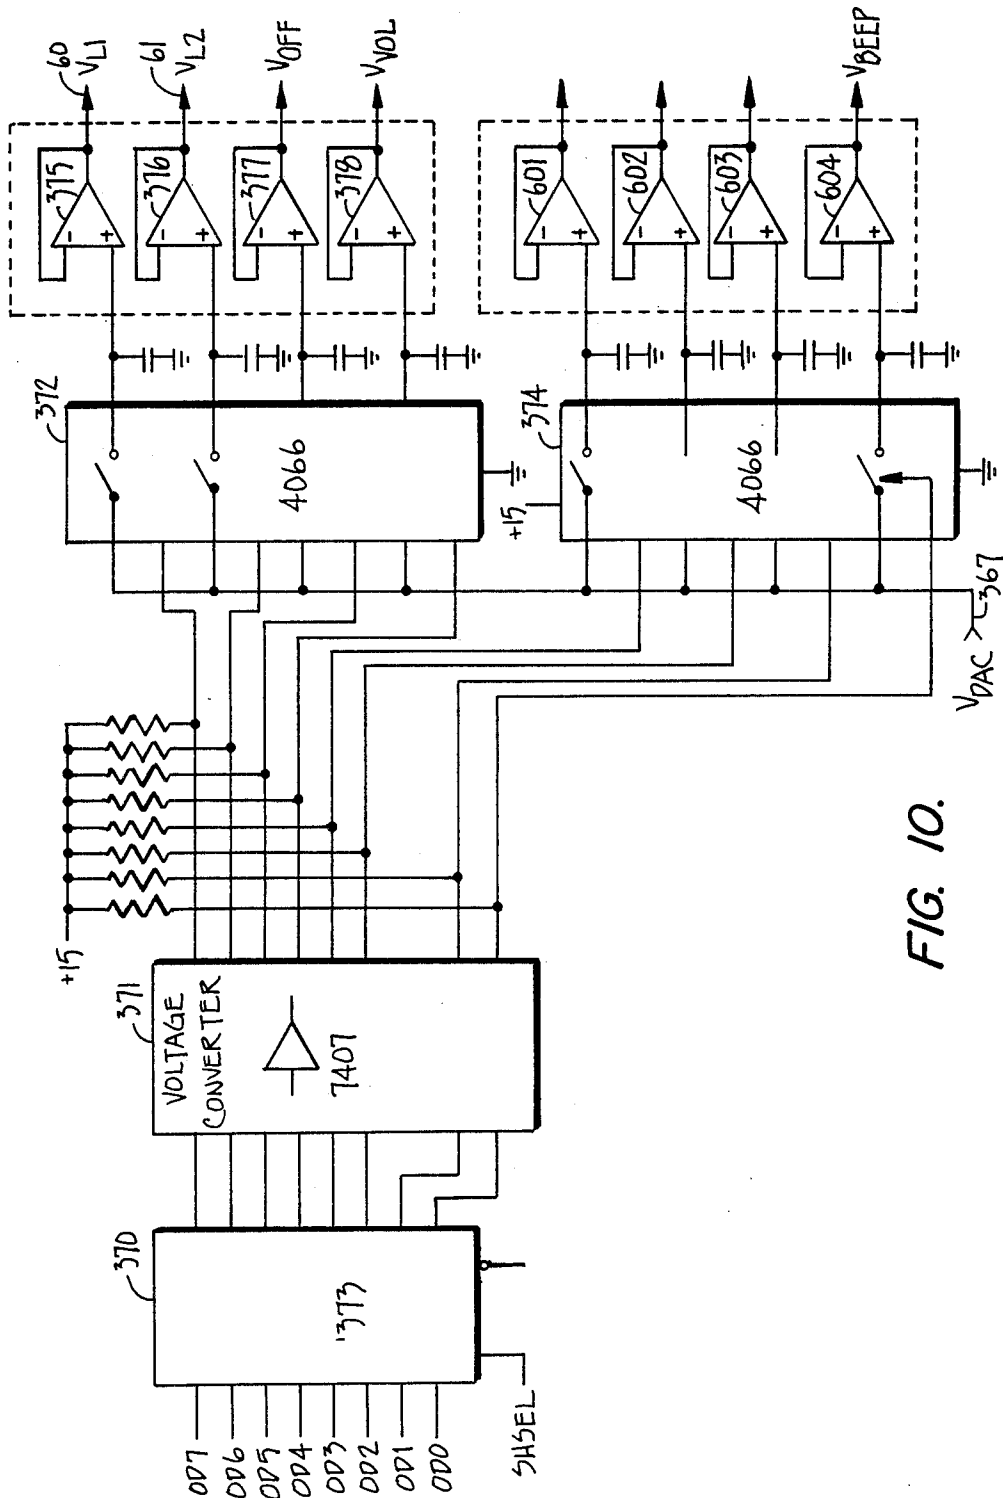 OD7
OD6
OD5
OD4
OD3
OD2
OD1
OD0
SHSEL
370
'373
371
VOLTAGE
CONVERTER
7407
+15
372
4066
+15
374
4066
VDAC
367
375
-
+
376
-
+
377
-
+
378
-
+
601
-
+
602
-
+
603
-
+
604
-
+
60
VL1
61
VL2
VOFF
VVOL
VBEEP
FIG. 10.